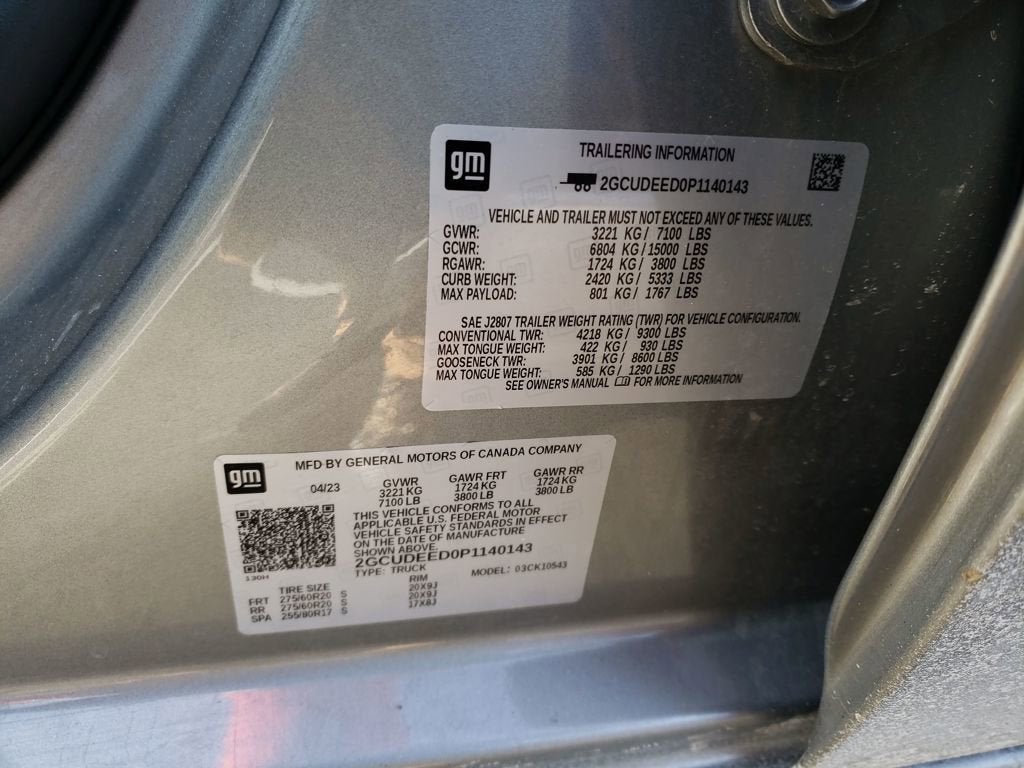 gm
TRAILERING INFORMATION
2GCUDEED0P1140143
VEHICLE AND TRAILER MUST NOT EXCEED ANY OF THESE VALUES.
GVWR: 3221 KG / 7100 LBS
GCWR: 6804 KG / 15000 LBS
RGAWR: 1724 KG / 3800 LBS
CURB WEIGHT: 2420 KG / 5333 LBS
MAX PAYLOAD: 801 KG / 1767 LBS
SAE J2807 TRAILER WEIGHT RATING (TWR) FOR VEHICLE CONFIGURATION.
CONVENTIONAL TWR: 4218 KG / 9300 LBS
MAX TONGUE WEIGHT: 422 KG / 930 LBS
GOOSENECK TWR: 3901 KG / 8600 LBS
MAX TONGUE WEIGHT: 585 KG / 1290 LBS
SEE OWNER'S MANUAL FOR MORE INFORMATION
gm
MFD BY GENERAL MOTORS OF CANADA COMPANY
04/23 GVWR GAWR FRT GAWR RR
3221 KG 1724 KG 1724 KG
7100 LB 3800 LB 3800 LB
THIS VEHICLE CONFORMS TO ALL
APPLICABLE U.S. FEDERAL MOTOR
VEHICLE SAFETY STANDARDS IN EFFECT
ON THE DATE OF MANUFACTURE
SHOWN ABOVE.
2GCUDEED0P1140143
130H
TYPE: TRUCK MODEL: 03CK10543
TIRE SIZE RIM
FRT 275/60R20 S 20X9J
RR 275/60R20 S 20X9J
SPA 255/80R17 S 17X8J